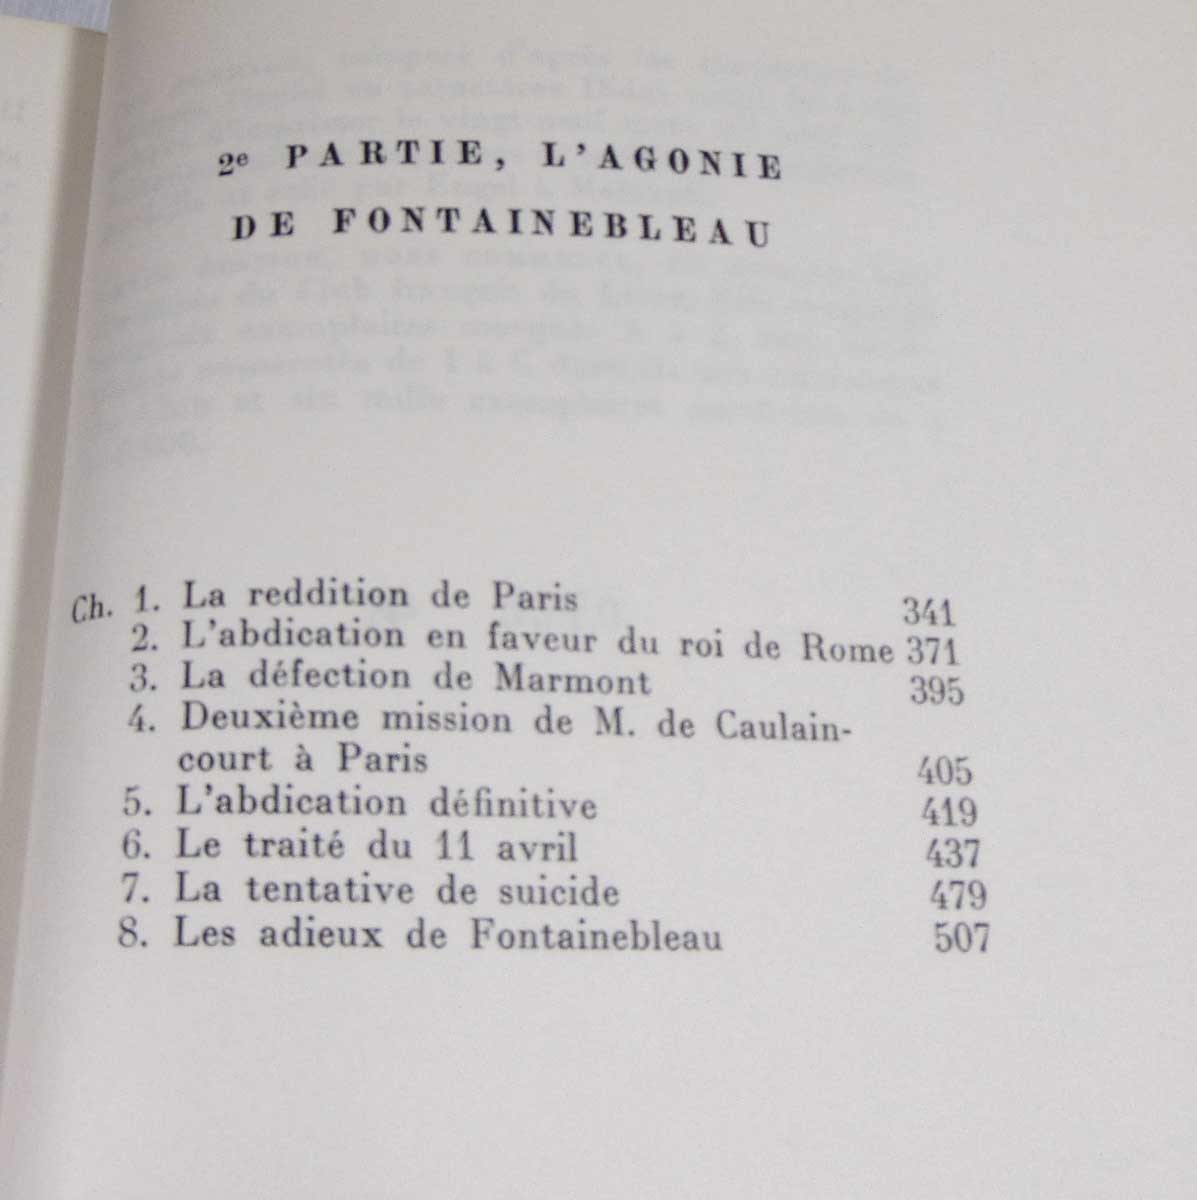 2e PARTIE, L'AGONIE
DE FONTAINEBLEAU
Ch. 1. La reddition de Paris 341
2. L'abdication en faveur du roi de Rome 371
3. La défection de Marmont 395
4. Deuxième mission de M. de Caulain-
court à Paris 405
5. L'abdication définitive 419
6. Le traité du 11 avril 437
7. La tentative de suicide 479
8. Les adieux de Fontainebleau 507